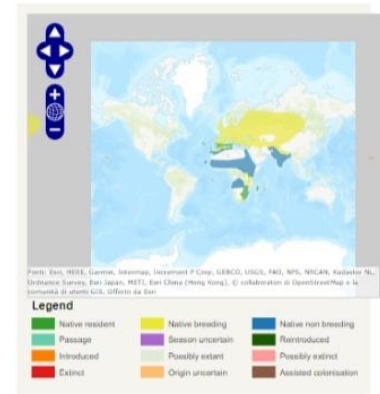 Fonti: Esri, HERE, Garmin, Intermap, increment P Corp., GEBCO, USGS, FAO, NPS, NRCAN, Kadaster NL,
Ordnance Survey, Esri Japan, METI, Esri China (Hong Kong), © collaboratori di OpenStreetMap e la
comunità di utenti GIS, Offerto da Esri
Legend
Native resident
Native breeding
Native non breeding
Passage
Season uncertain
Reintroduced
Introduced
Possibly extant
Possibly extinct
Extinct
Origin uncertain
Assisted colonisation